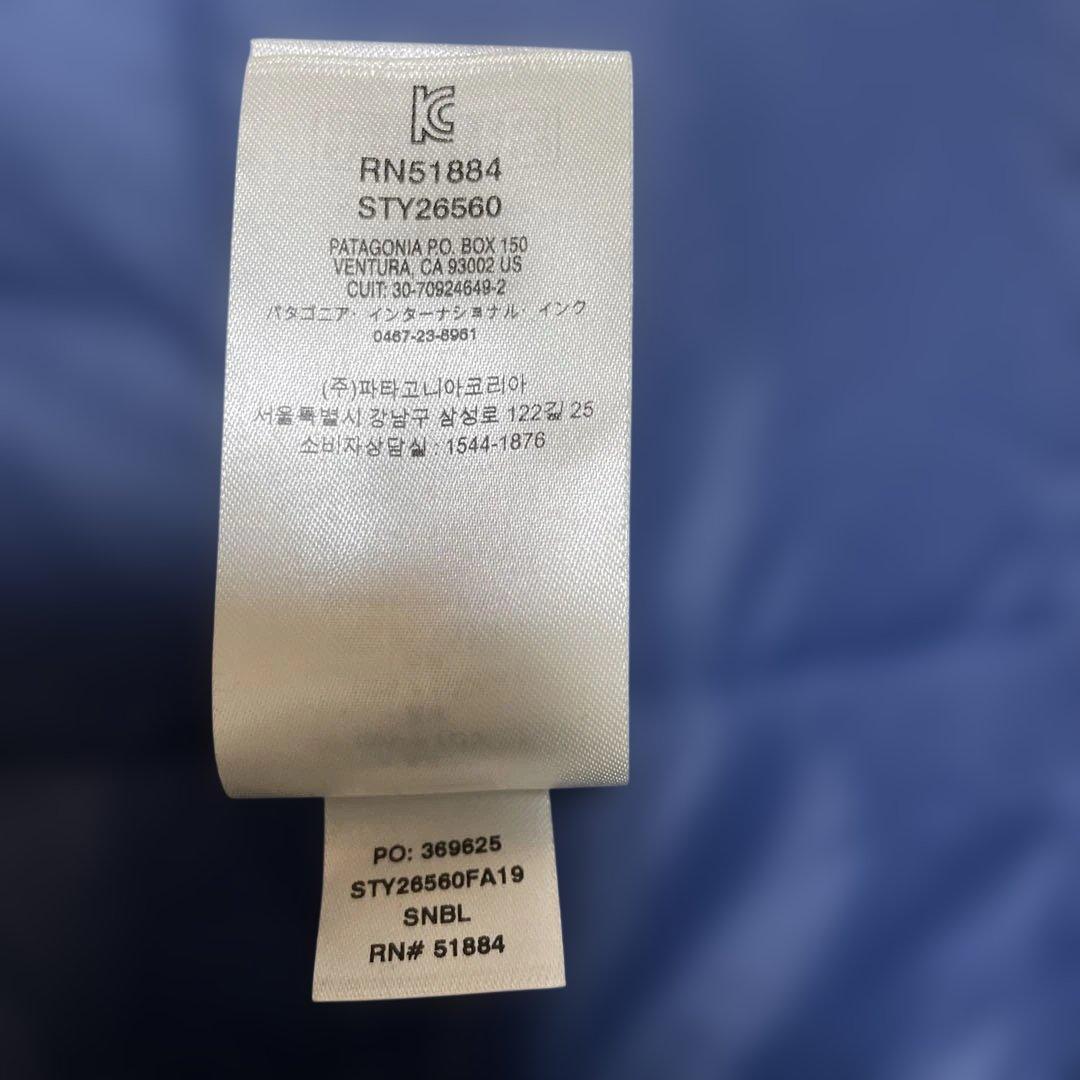 KC
RN51884
STY26560
PATAGONIA P.O. BOX 150
VENTURA, CA 93002 US
CUIT: 30-70924649-2
パタゴニア・インターナショナル・インク
0467-23-8961
(주)파타고니아코리아
서울특별시 강남구 삼성로 122길 25
소비자상담실 : 1544-1876
PO: 369625
STY26560FA19
SNBL
RN# 51884